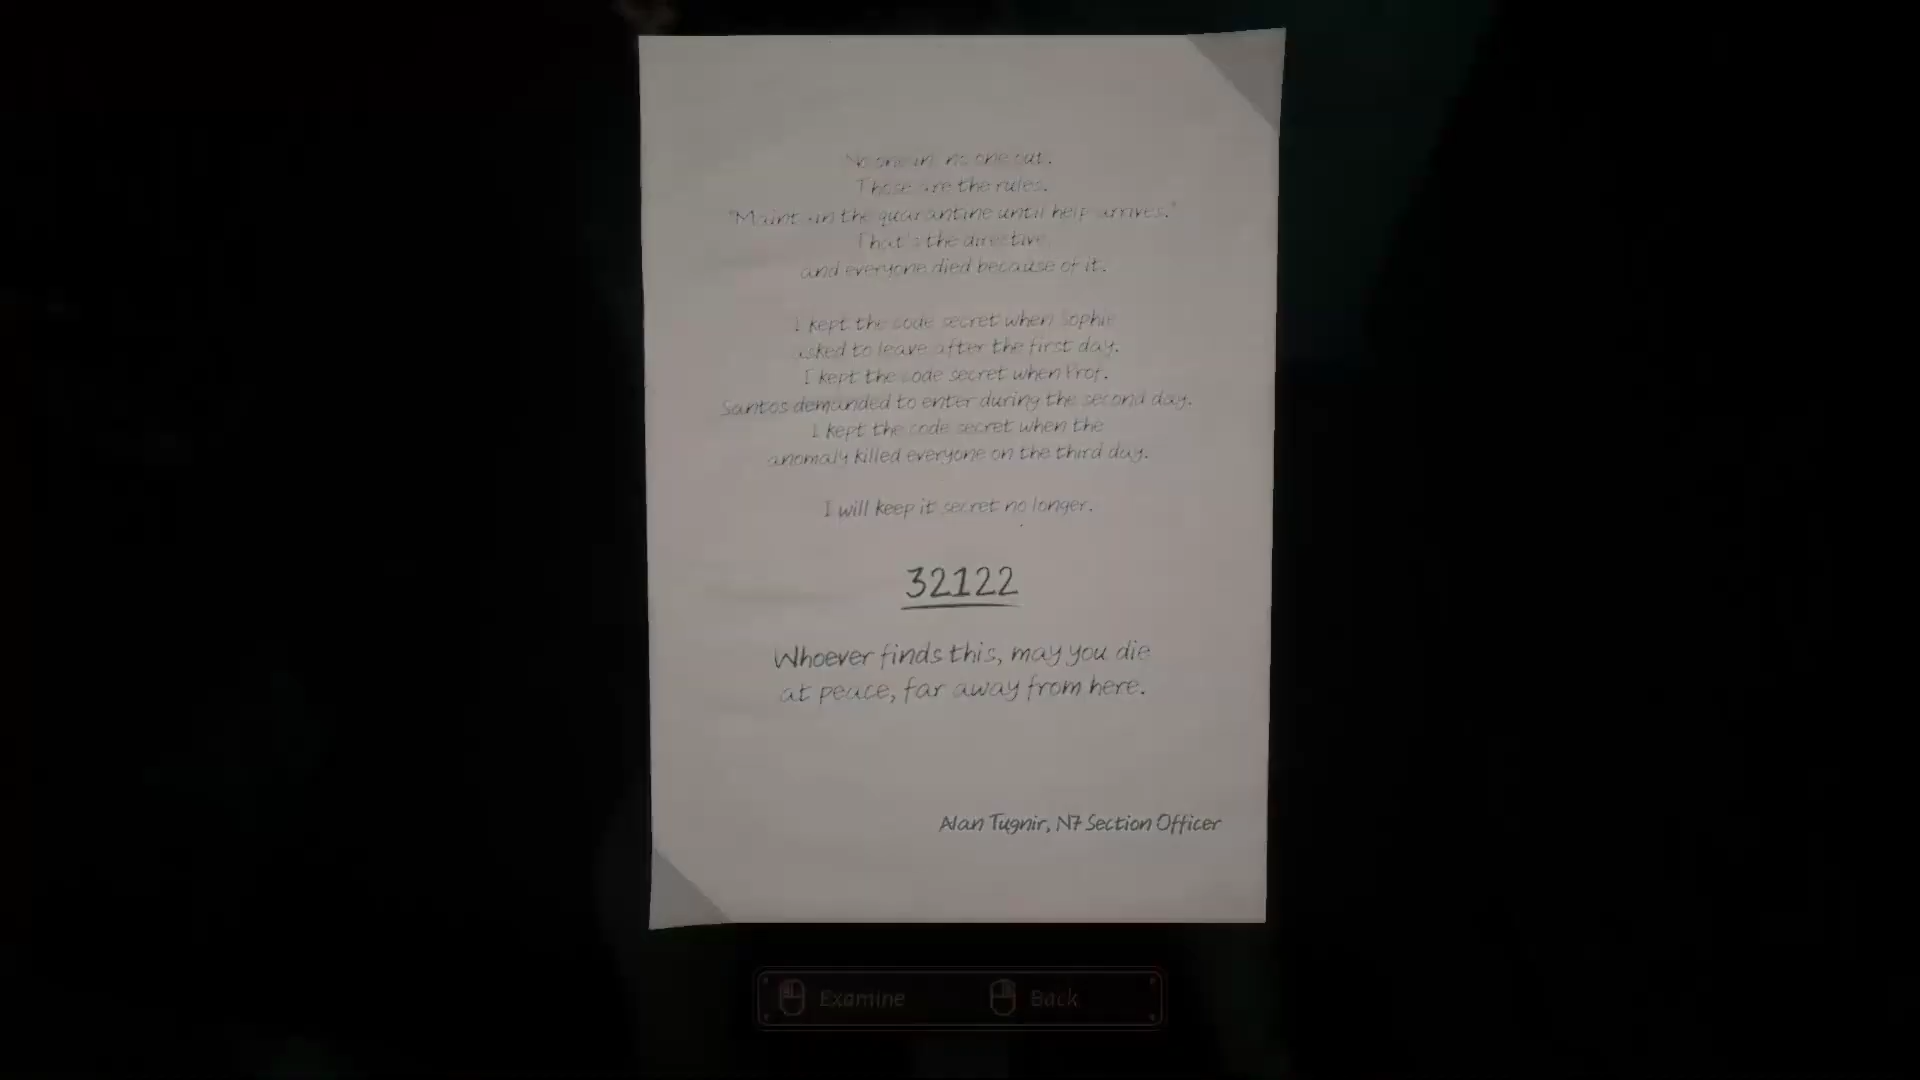 No one in, no one out.
Those are the rules.
"Maintain the quarantine until help arrives."
That's the directive
and everyone died because of it.
I kept the code secret when Sophie
asked to leave after the first day.
I kept the code secret when Prof.
Santos demanded to enter during the second day.
I kept the code secret when the
anomaly killed everyone on the third day.
I will keep it secret no longer.
32122
Whoever finds this, may you die
at peace, far away from here.
Alan Tugnir, N7 Section Officer
Examine Back